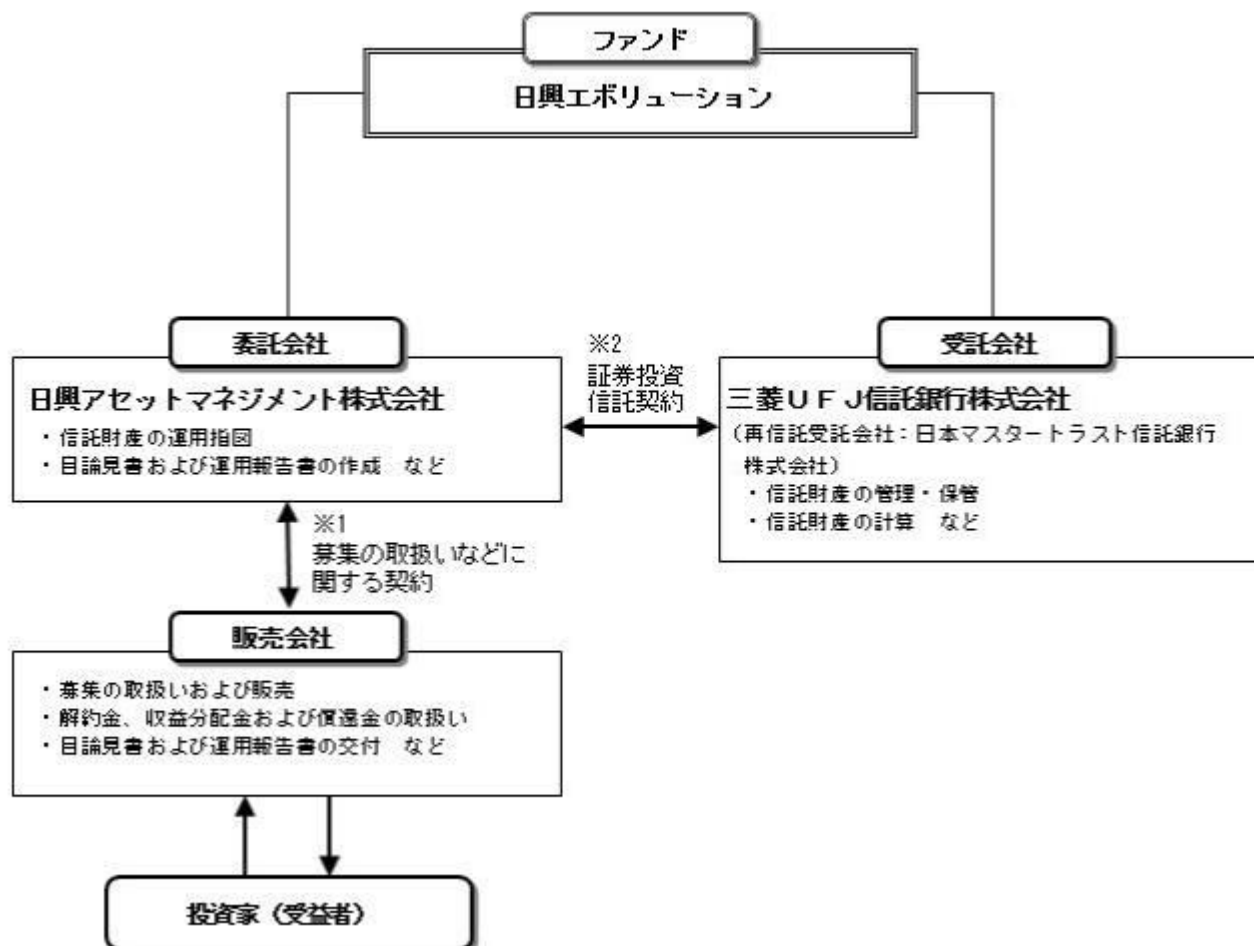 ファンド
日興エボリューション
委託会社
日興アセットマネジメント株式会社
・信託財産の運用指図
・目論見書および運用報告書の作成 など
※2
証券投資
信託契約
受託会社
三菱UFJ信託銀行株式会社
(再信託受託会社:日本マスタートラスト信託銀行
株式会社)
・信託財産の管理・保管
・信託財産の計算 など
※1
募集の取扱いなどに
関する契約
販売会社
・募集の取扱いおよび販売
・解約金、収益分配金および償還金の取扱い
・目論見書および運用報告書の交付 など
投資家(受益者)